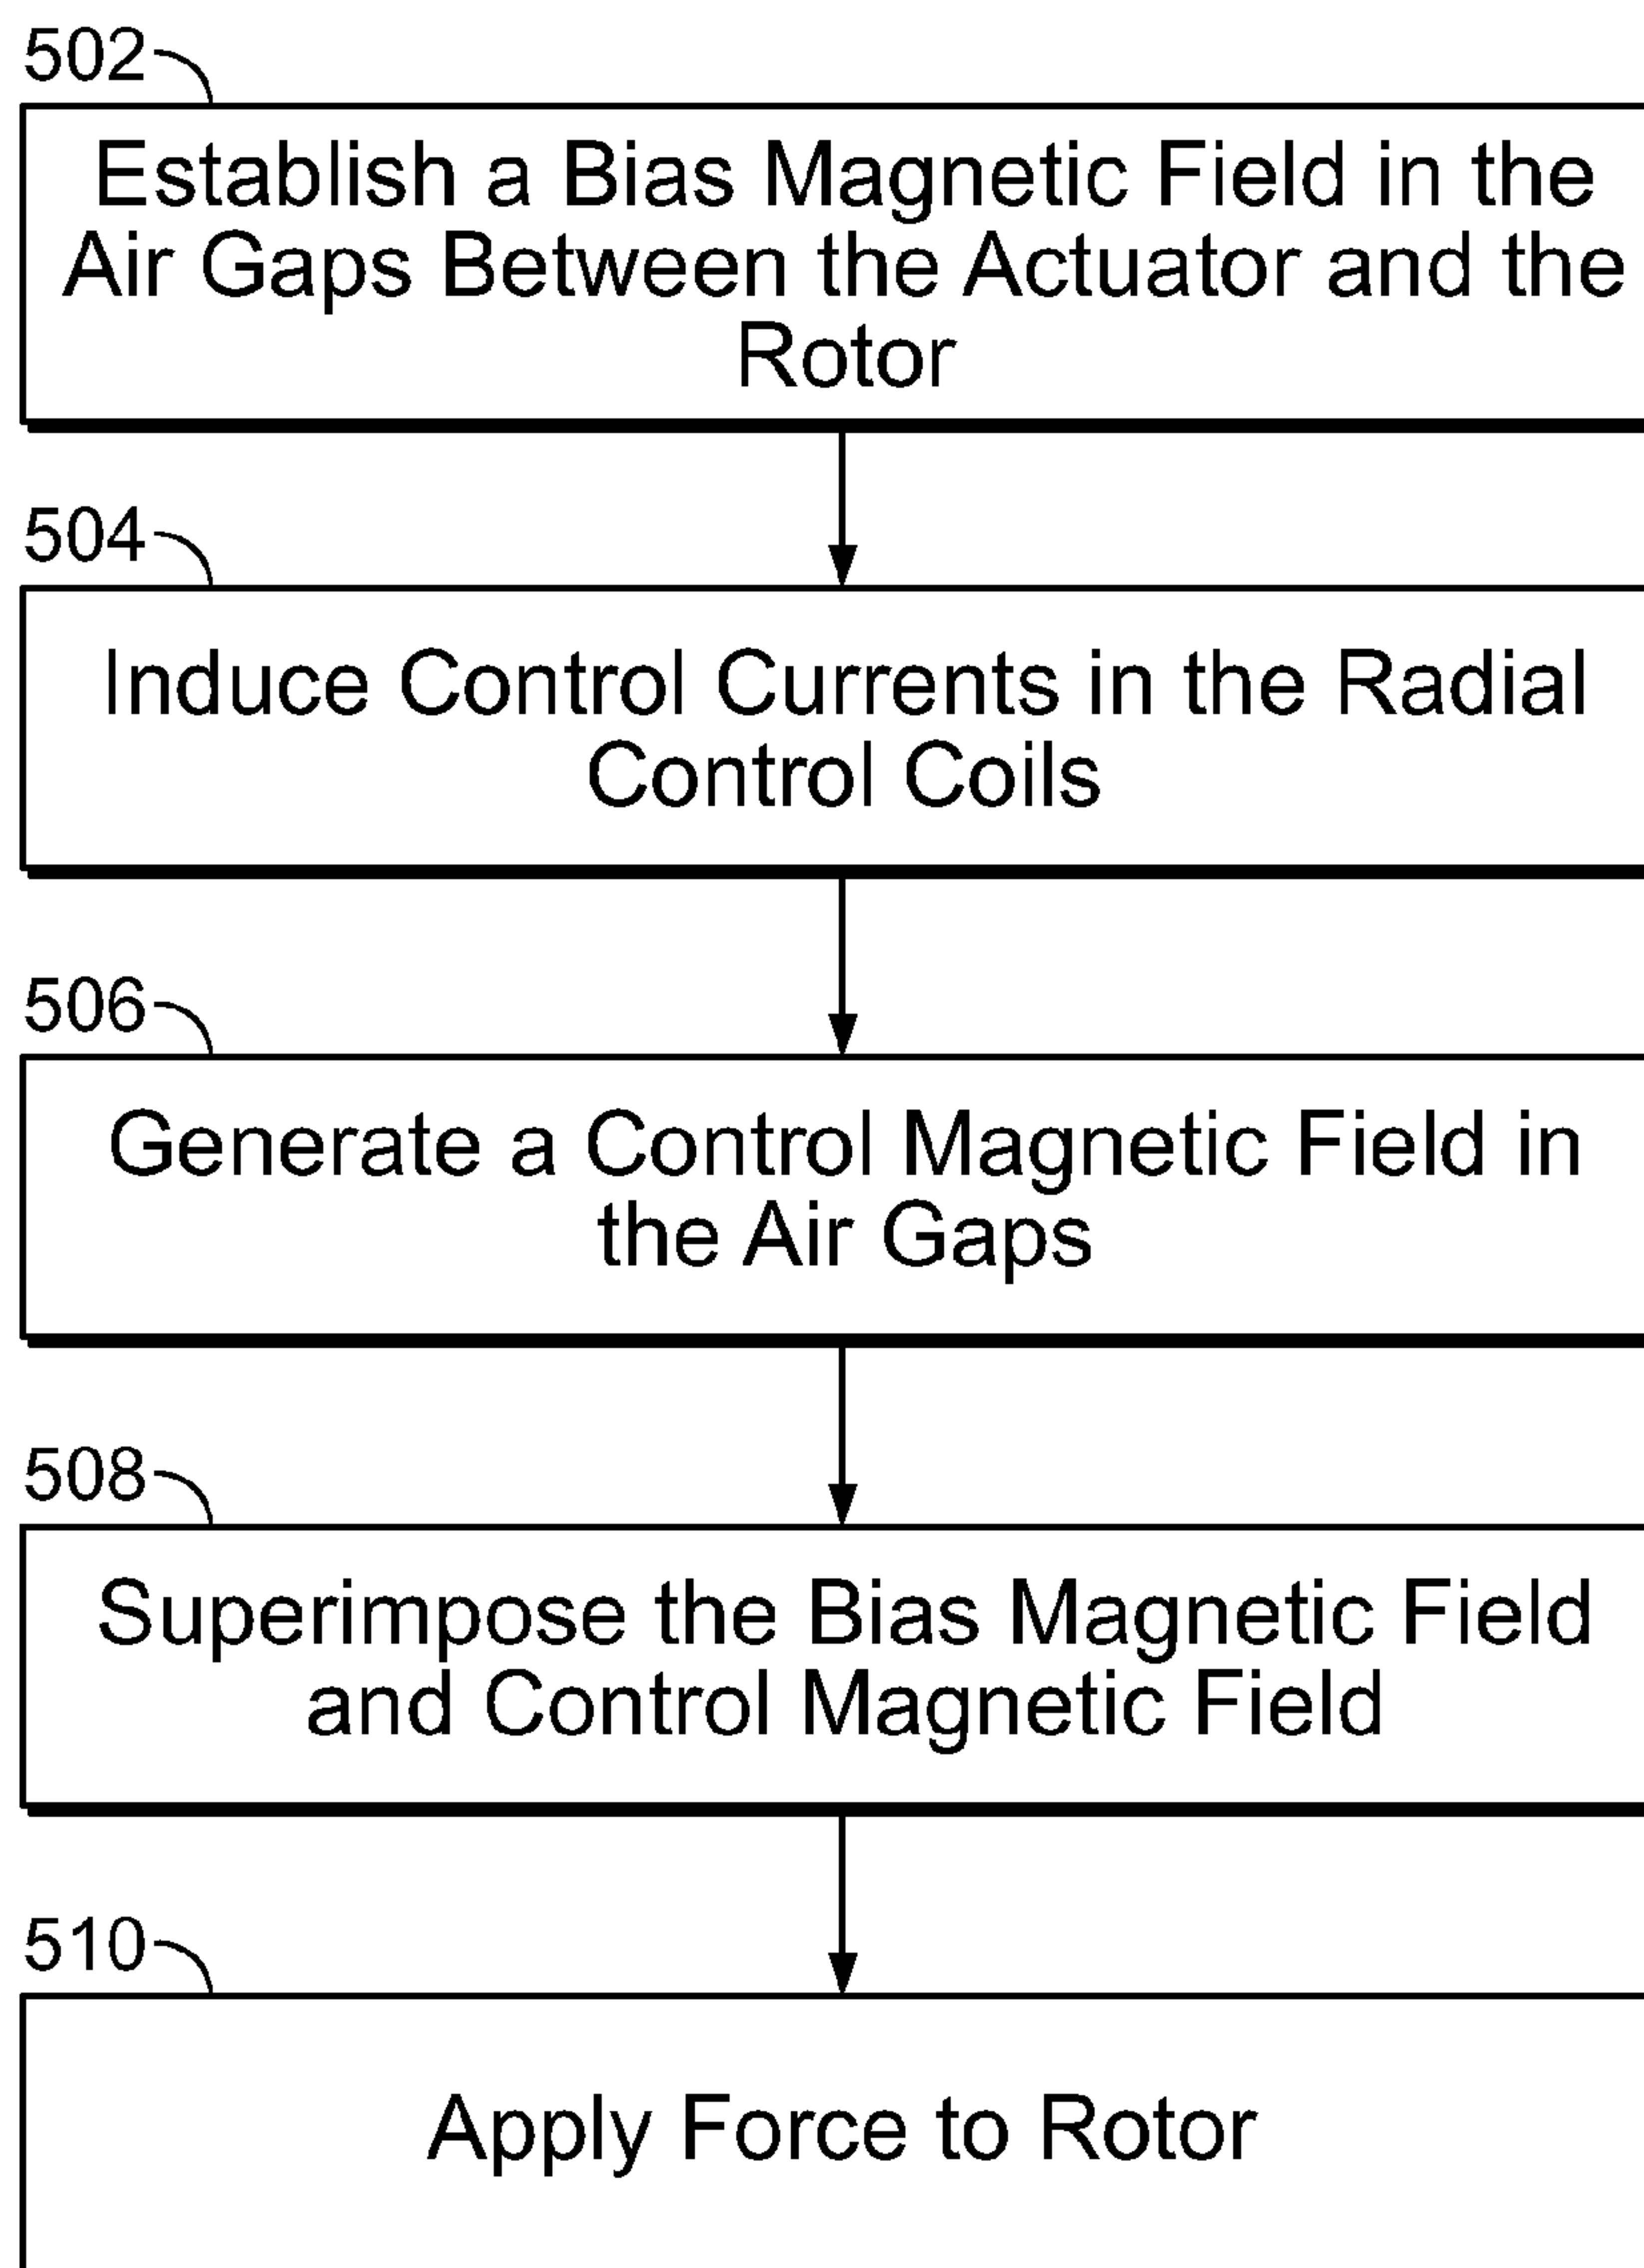 502
Establish a Bias Magnetic Field in the
Air Gaps Between the Actuator and the
Rotor
504
Induce Control Currents in the Radial
Control Coils
506
Generate a Control Magnetic Field in
the Air Gaps
508
Superimpose the Bias Magnetic Field
and Control Magnetic Field
510
Apply Force to Rotor